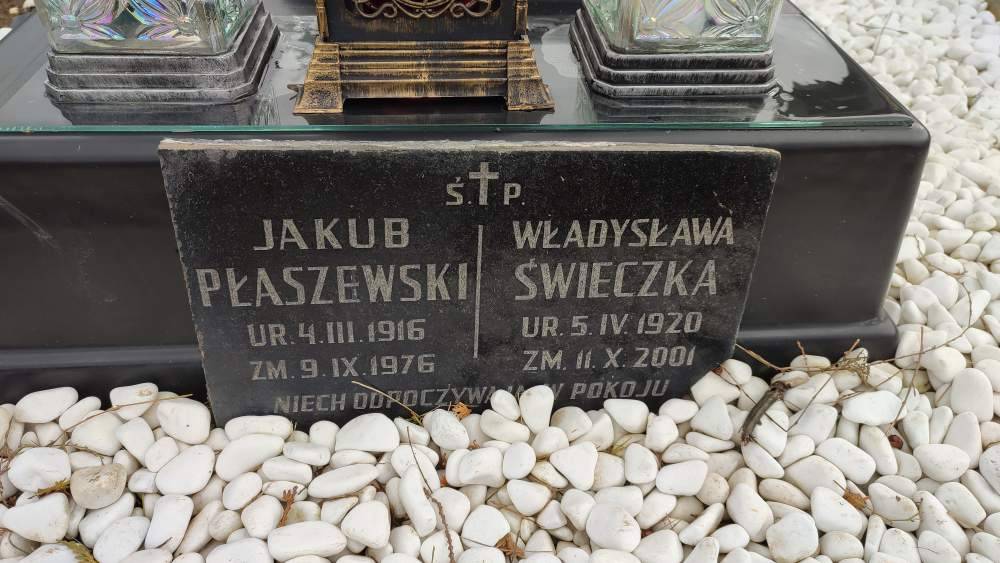 Ś.†P.
JAKUB
PŁASZEWSKI
UR. 4.III.1916
ZM. 9.IX.1976
WŁADYSŁAWA
ŚWIECZKA
UR. 5.IV.1920
ZM. 11.X.2001
NIECH ODPOCZYWAJĄ W POKOJU